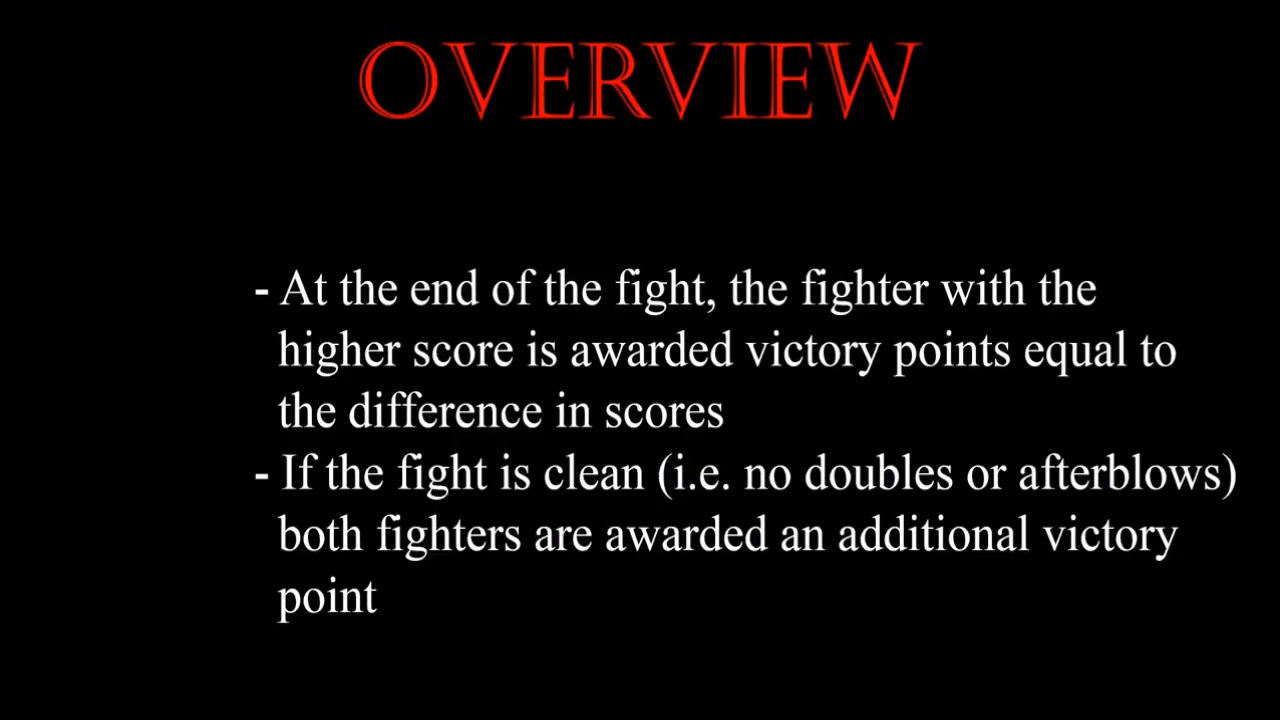 OVERVIEW
- At the end of the fight, the fighter with the
higher score is awarded victory points equal to
the difference in scores
- If the fight is clean (i.e. no doubles or afterblows)
both fighters are awarded an additional victory
point